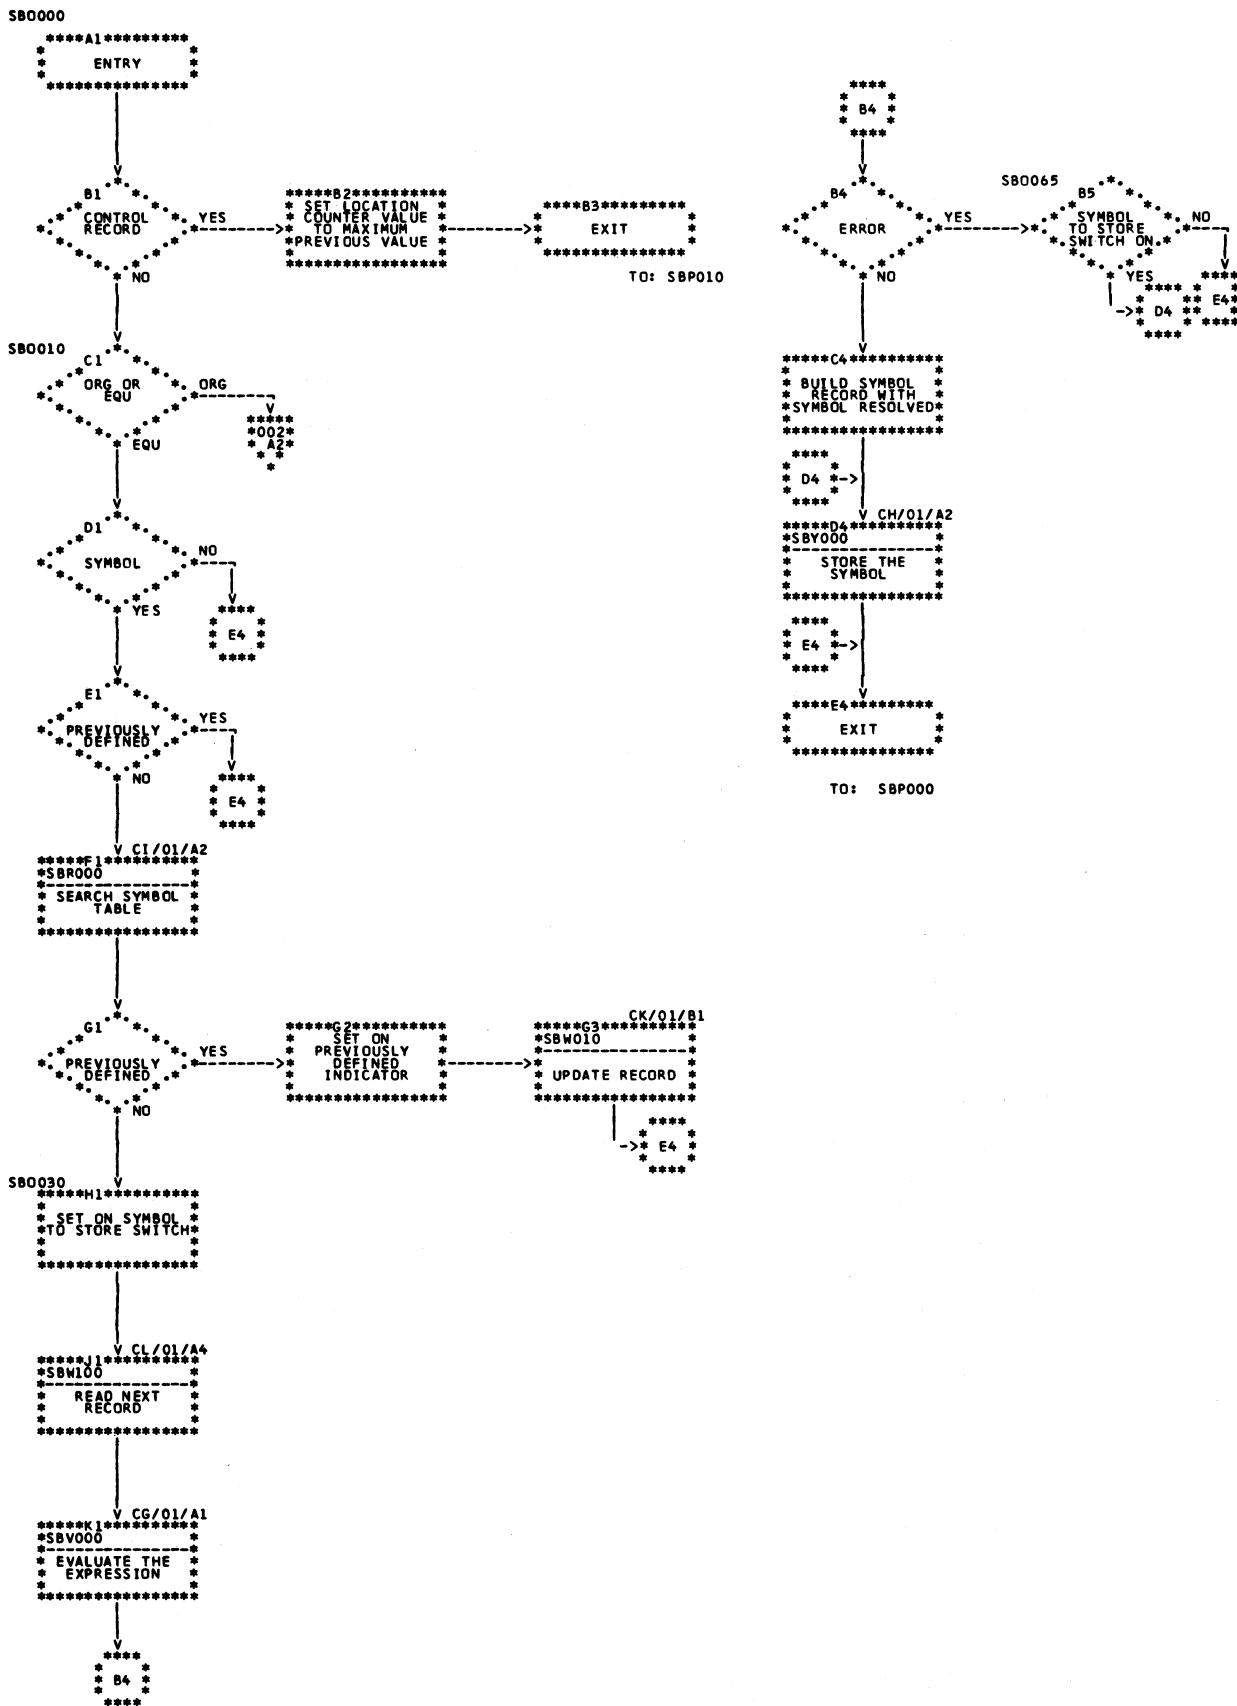 SBO000
A1
ENTRY
B1
CONTROL
RECORD
YES
NO
B2
SET LOCATION
COUNTER VALUE
TO MAXIMUM
PREVIOUS VALUE
B3
EXIT
TO: SBP010
SBO010
C1
ORG OR
EQU
ORG
EQU
002
A2
D1
SYMBOL
NO
YES
E4
E1
PREVIOUSLY
DEFINED
YES
NO
E4
CI/01/A2
F1
SBR000
SEARCH SYMBOL
TABLE
G1
PREVIOUSLY
DEFINED
YES
NO
G2
SET ON
PREVIOUSLY
DEFINED
INDICATOR
CK/01/B1
G3
SBW010
UPDATE RECORD
E4
SBO030
H1
SET ON SYMBOL
TO STORE SWITCH
CL/01/A4
J1
SBW100
READ NEXT
RECORD
CG/01/A1
K1
SBV000
EVALUATE THE
EXPRESSION
B4
B4
B4
ERROR
YES
NO
SBO065
B5
SYMBOL
TO STORE
SWITCH ON
NO
YES
D4
E4
C4
BUILD SYMBOL
RECORD WITH
SYMBOL RESOLVED
D4
CH/01/A2
D4
SBY000
STORE THE
SYMBOL
E4
E4
EXIT
TO: SBP000